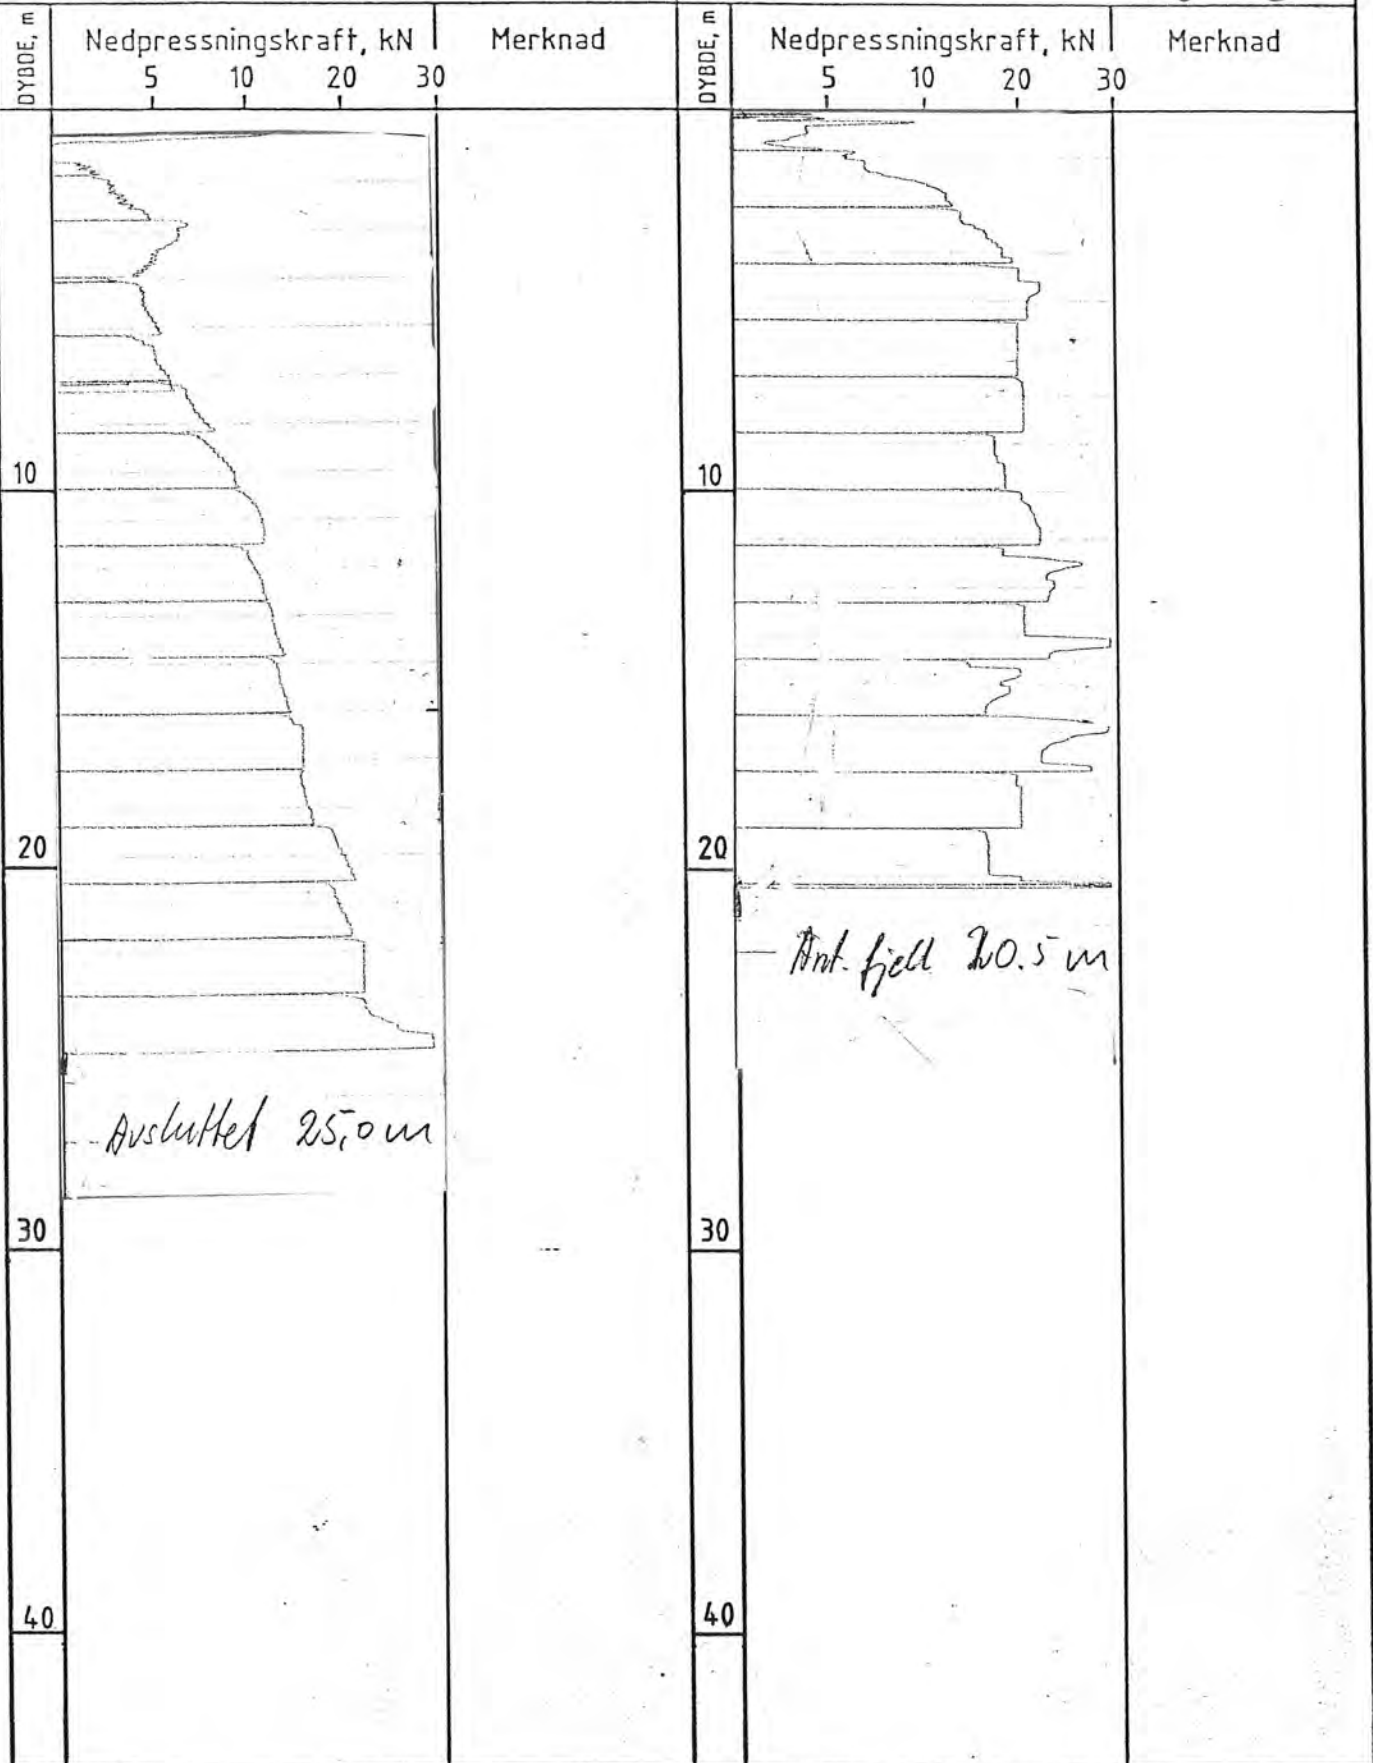 DYBDE, m
Nedpressningskraft, kN
Merknad
5 10 20 30
10
20
Avsluttet 25,0 m
30
40
DYBDE, m
Nedpressningskraft, kN
Merknad
5 10 20 30
10
20
Ant. fjell 20.5 m
30
40